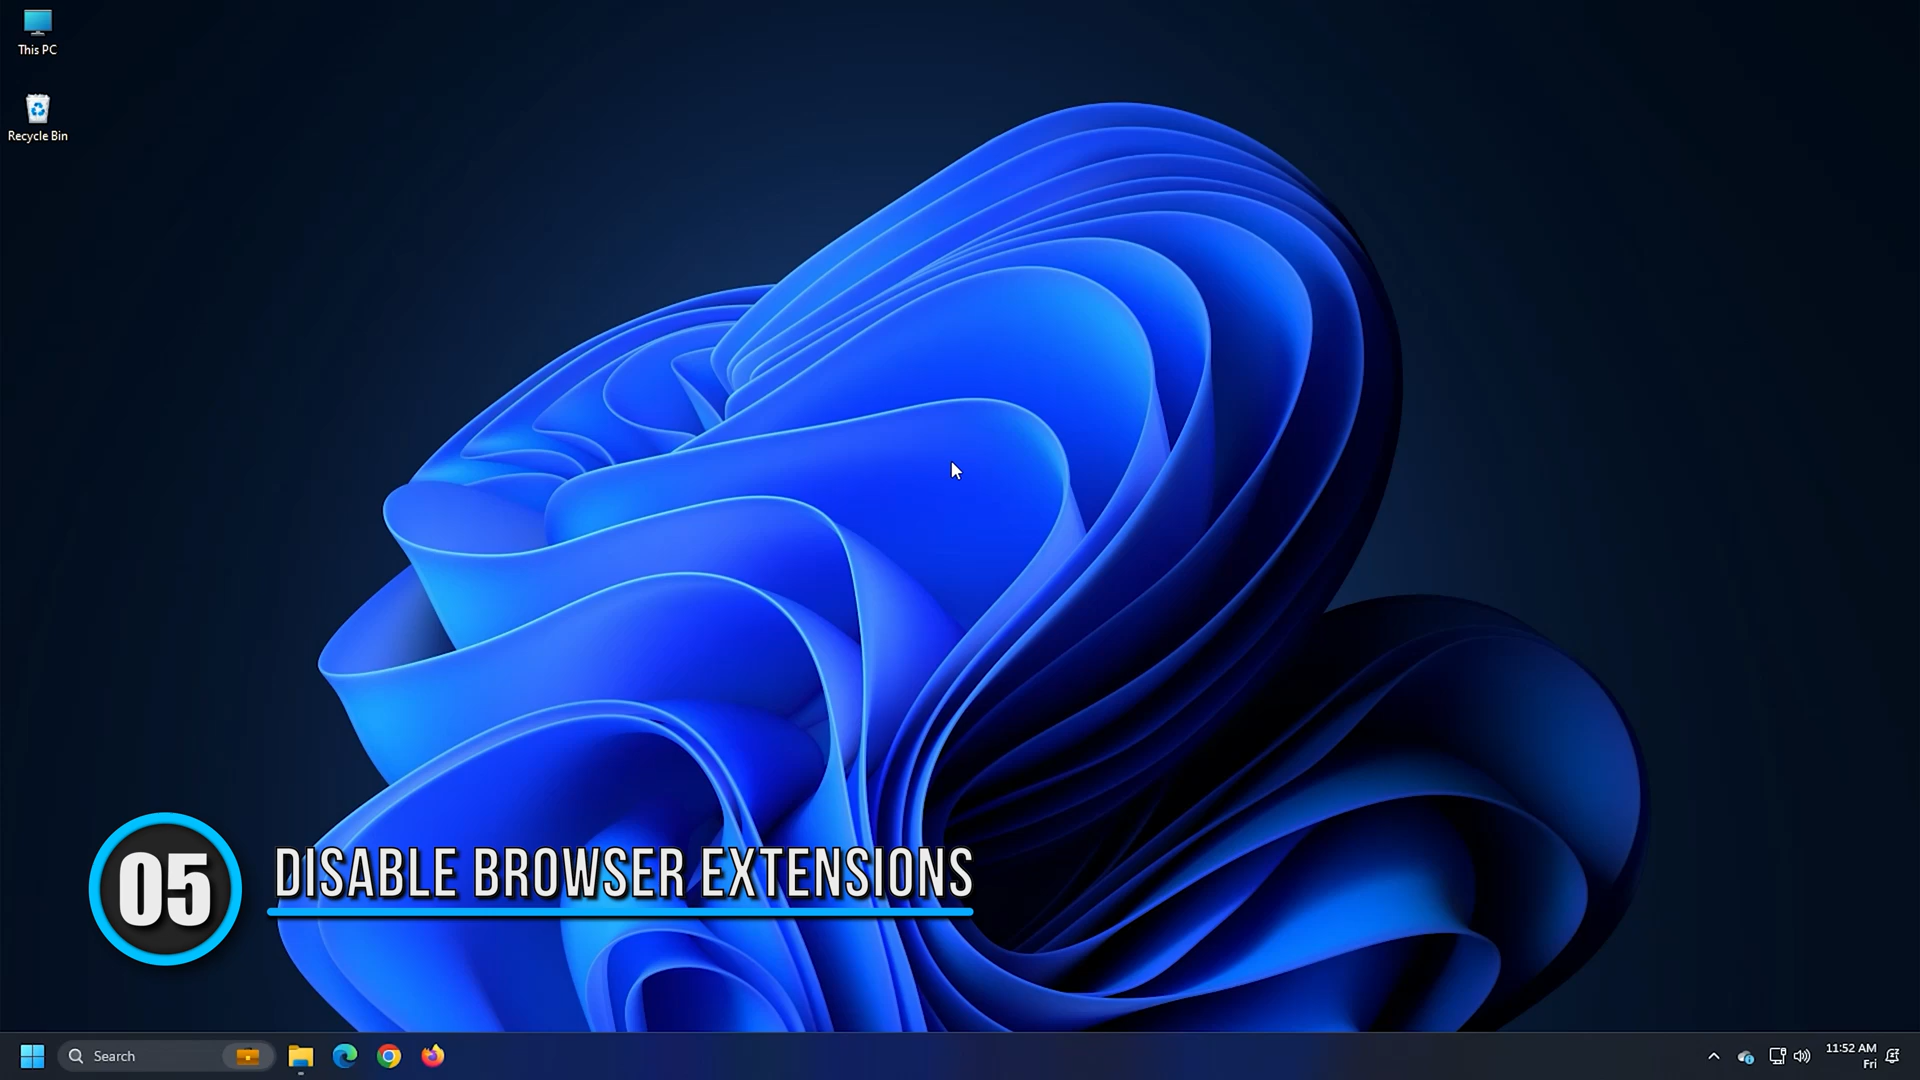 This PC
Recycle Bin
05
DISABLE BROWSER EXTENSIONS
Search
11:52 AM
Fri